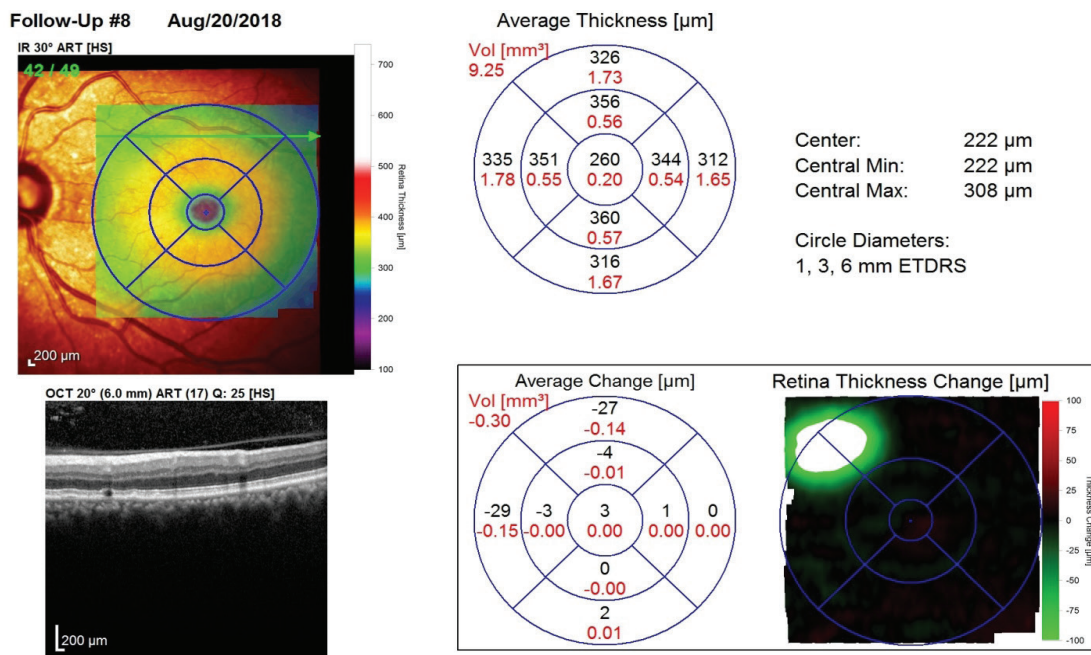 Follow-Up #8 Aug/20/2018
IR 30° ART [HS]
42 / 49
700
600
500
400
300
200
100
Retina Thickness [µm]
200 µm
OCT 20° (6.0 mm) ART (17) Q: 25 [HS]
200 µm
Average Thickness [µm]
Vol [mm³]
9.25
326
1.73
356
0.56
335 351 260 344 312
1.78 0.55 0.20 0.54 1.65
360
0.57
316
1.67
Center: 222 µm
Central Min: 222 µm
Central Max: 308 µm
Circle Diameters:
1, 3, 6 mm ETDRS
Average Change [µm]
Vol [mm³]
-0.30
-27
-0.14
-4
-0.01
-29 -3 3 1 0
-0.15 -0.00 0.00 0.00 0.00
0
-0.00
2
0.01
Retina Thickness Change [µm]
100
75
50
25
0
-25
-50
-75
-100
Thickness Change [µm]